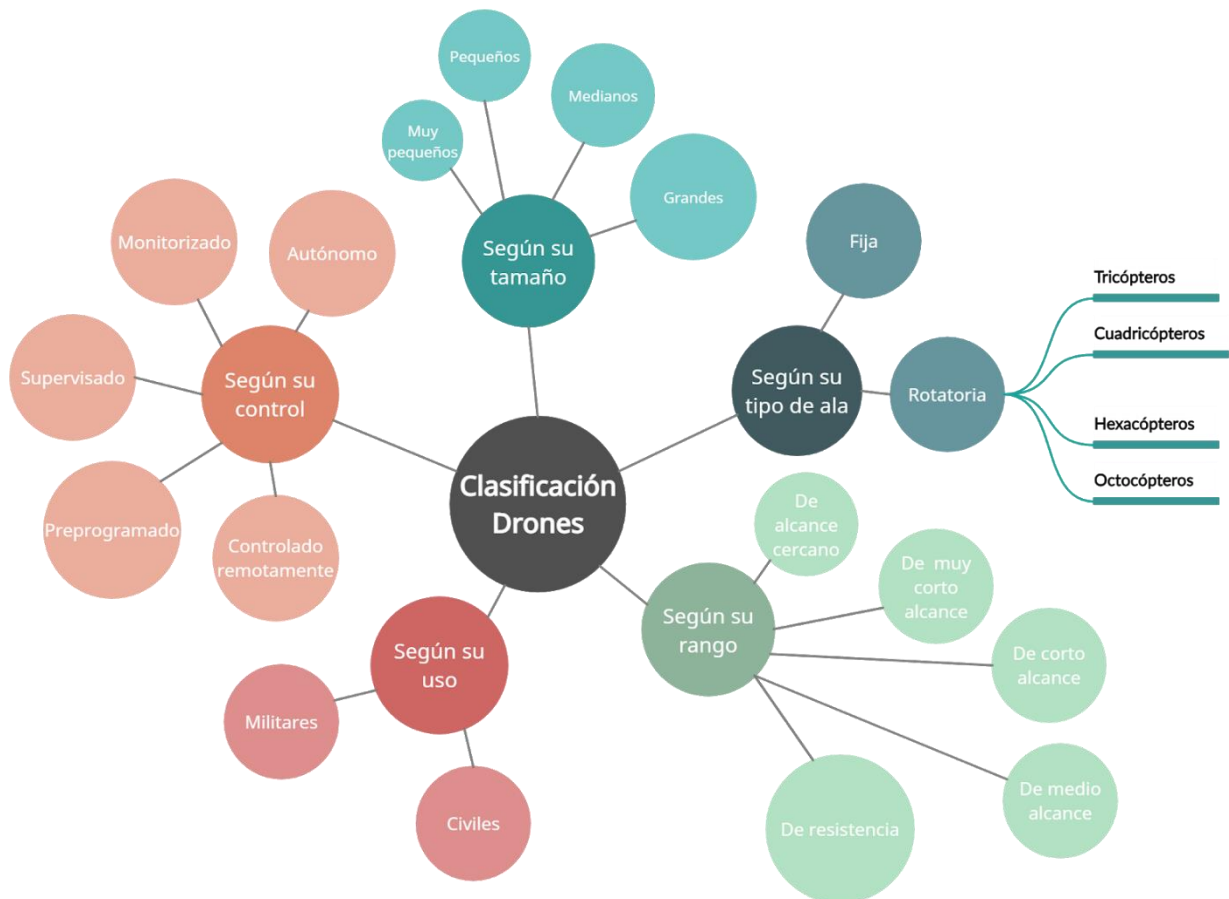 Pequeños
Medianos
Muy
pequeños
Grandes
Según su
tamaño
Monitorizado
Autónomo
Supervisado
Según su
control
Preprogramado
Controlado
remotamente
Fija
Según su
tipo de ala
Rotatoria
Tricópteros
Cuadricópteros
Hexacópteros
Octocópteros
Clasificación
Drones
De
alcance
cercano
De muy
corto
alcance
Según su
rango
De corto
alcance
De medio
alcance
De resistencia
Según su
uso
Militares
Civiles